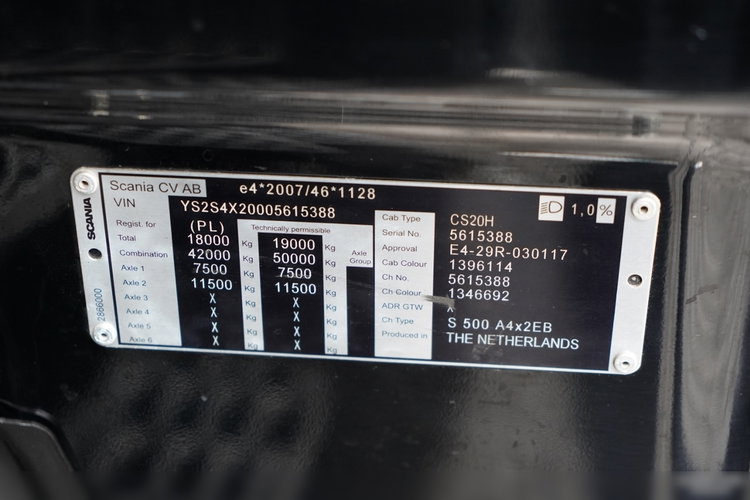 Scania CV AB e4*2007/46*1128
VIN YS2S4X20005615388
SCANIA
2866000
Regist. for (PL) Technically permissible
Total 18000 Kg 19000 Kg
Combination 42000 Kg 50000 Kg Axle Group
Axle 1 7500 Kg 7500 Kg
Axle 2 11500 Kg 11500 Kg
Axle 3 X Kg X Kg
Axle 4 X Kg X Kg
Axle 5 X Kg X Kg
Axle 6 X Kg X Kg
1,0 %
Cab Type CS20H
Serial No. 5615388
Approval E4-29R-030117
Cab Colour 1396114
Ch No. 5615388
Ch Colour 1346692
ADR GTW X
Ch Type S 500 A4x2EB
Produced in THE NETHERLANDS